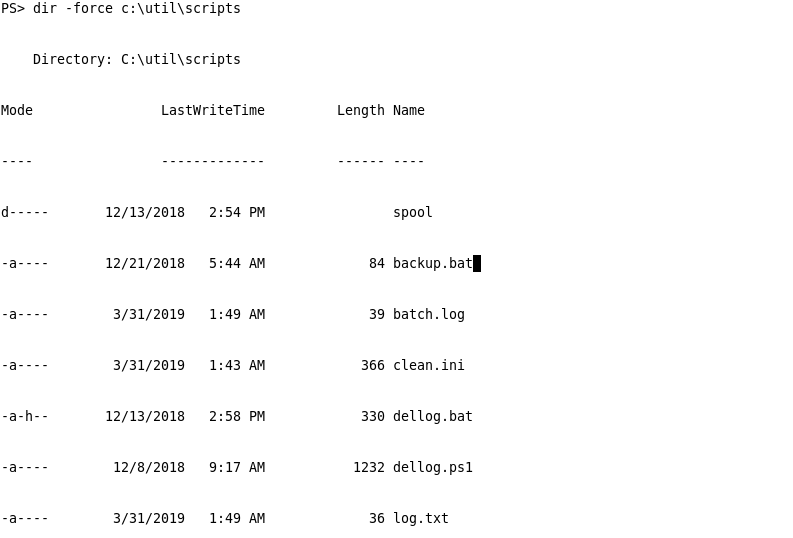 PS> dir -force c:\util\scripts
    Directory: C:\util\scripts
Mode                LastWriteTime         Length Name
----                -------------         ------ ----
d-----       12/13/2018   2:54 PM                spool
-a----       12/21/2018   5:44 AM             84 backup.bat
-a----        3/31/2019   1:49 AM             39 batch.log
-a----        3/31/2019   1:43 AM            366 clean.ini
-a-h--       12/13/2018   2:58 PM            330 dellog.bat
-a----        12/8/2018   9:17 AM           1232 dellog.ps1
-a----        3/31/2019   1:49 AM             36 log.txt